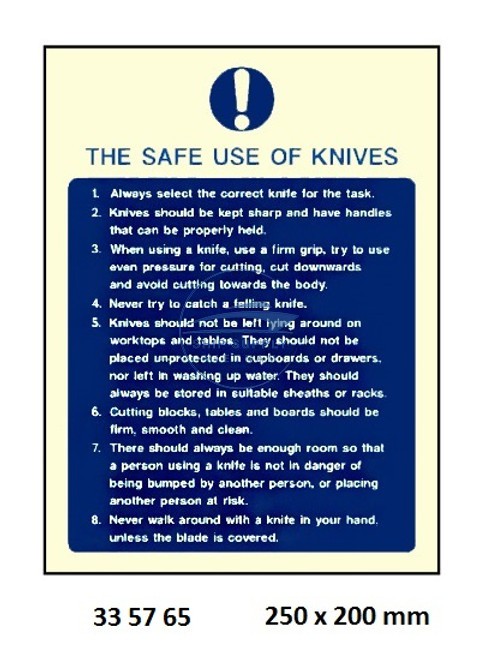 THE SAFE USE OF KNIVES
1. Always select the correct knife for the task.
2. Knives should be kept sharp and have handles
that can be properly held.
3. When using a knife, use a firm grip, try to use
even pressure for cutting, cut downwards
and avoid cutting towards the body.
4. Never try to catch a falling knife.
5. Knives should not be left lying around on
worktops and tables. They should not be
placed unprotected in cupboards or drawers,
nor left in washing up water. They should
always be stored in suitable sheaths or racks.
6. Cutting blocks, tables and boards should be
firm, smooth and clean.
7. There should always be enough room so that
a person using a knife is not in danger of
being bumped by another person, or placing
another person at risk.
8. Never walk around with a knife in your hand,
unless the blade is covered.
33 57 65 250 x 200 mm